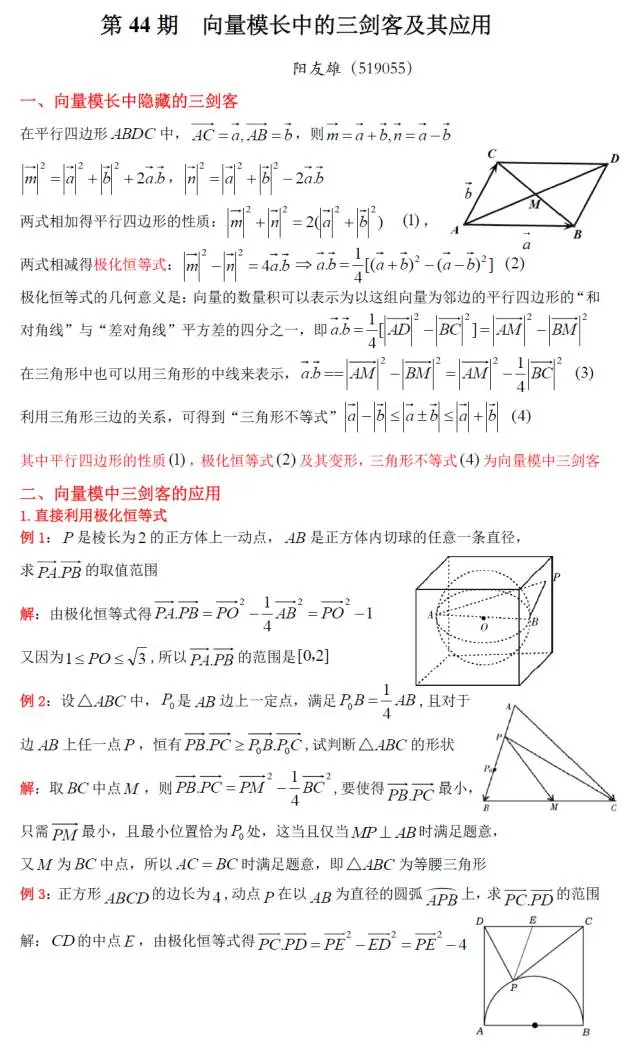 第 44 期　向量模长中的三剑客及其应用
阳友雄（519055）
一、向量模长中隐藏的三剑客
在平行四边形 $ABDC$ 中，$\overrightarrow{AC}=\vec{a},\overrightarrow{AB}=\vec{b}$，则 $\vec{m}=\vec{a}+\vec{b},\vec{n}=\vec{a}-\vec{b}$
$|\vec{m}|^2=|\vec{a}|^2+|\vec{b}|^2+2\vec{a}.\vec{b}$，$|\vec{n}|^2=|\vec{a}|^2+|\vec{b}|^2-2\vec{a}.\vec{b}$
C
D
$\vec{b}$
M
A
B
$\vec{a}$
两式相加得平行四边形的性质：$|\vec{m}|^2+|\vec{n}|^2=2(|\vec{a}|^2+|\vec{b}|^2)$　(1)，
两式相减得极化恒等式：$|\vec{m}|^2-|\vec{n}|^2=4\vec{a}.\vec{b}\Rightarrow\vec{a}.\vec{b}=\frac{1}{4}[(\vec{a}+\vec{b})^2-(\vec{a}-\vec{b})^2]$　(2)
极化恒等式的几何意义是：向量的数量积可以表示为以这组向量为邻边的平行四边形的“和
对角线”与“差对角线”平方差的四分之一，即 $\vec{a}.\vec{b}=\frac{1}{4}[|\overrightarrow{AD}|^2-|\overrightarrow{BC}|^2]=|\overrightarrow{AM}|^2-|\overrightarrow{BM}|^2$
在三角形中也可以用三角形的中线来表示，$\vec{a}.\vec{b}==|\overrightarrow{AM}|^2-|\overrightarrow{BM}|^2=|\overrightarrow{AM}|^2-\frac{1}{4}|\overrightarrow{BC}|^2$　(3)
利用三角形三边的关系，可得到“三角形不等式”$|\vec{a}|-|\vec{b}|\leq|\vec{a}\pm\vec{b}|\leq|\vec{a}|+|\vec{b}|$　(4)
其中平行四边形的性质(1)，极化恒等式(2)及其变形，三角形不等式(4)为向量模中三剑客
二、向量模中三剑客的应用
1.直接利用极化恒等式
例 1：$P$ 是棱长为 2 的正方体上一动点，$AB$ 是正方体内切球的任意一条直径，
求 $\overrightarrow{PA}.\overrightarrow{PB}$ 的取值范围
解：由极化恒等式得 $\overrightarrow{PA}.\overrightarrow{PB}=\overrightarrow{PO}^2-\frac{1}{4}\overrightarrow{AB}^2=\overrightarrow{PO}^2-1$
又因为 $1\leq PO\leq\sqrt{3}$,所以 $\overrightarrow{PA}.\overrightarrow{PB}$ 的范围是[0,2]
P
A
B
O
例 2：设△$ABC$ 中，$P_0$ 是 $AB$ 边上一定点，满足 $P_0B=\frac{1}{4}AB$,且对于
边 $AB$ 上任一点 $P$，恒有 $\overrightarrow{PB}.\overrightarrow{PC}\geq\overrightarrow{P_0B}.\overrightarrow{P_0C}$,试判断△$ABC$ 的形状
解：取 $BC$ 中点 $M$，则 $\overrightarrow{PB}.\overrightarrow{PC}=\overrightarrow{PM}^2-\frac{1}{4}\overrightarrow{BC}^2$,要使得 $\overrightarrow{PB}.\overrightarrow{PC}$ 最小，
只需 $\overrightarrow{PM}$ 最小，且最小位置恰为 $P_0$ 处，这当且仅当 $MP\perp AB$ 时满足题意，
又 $M$ 为 $BC$ 中点，所以 $AC=BC$ 时满足题意，即△$ABC$ 为等腰三角形
A
P
P₀
B
M
C
例 3：正方形 $ABCD$ 的边长为 4,动点 $P$ 在以 $AB$ 为直径的圆弧 $\overset{\frown}{APB}$ 上，求 $\overrightarrow{PC}.\overrightarrow{PD}$ 的范围
解：$CD$ 的中点 $E$，由极化恒等式得 $\overrightarrow{PC}.\overrightarrow{PD}=\overrightarrow{PE}^2-\overrightarrow{ED}^2=\overrightarrow{PE}^2-4$
D
E
C
P
A
B